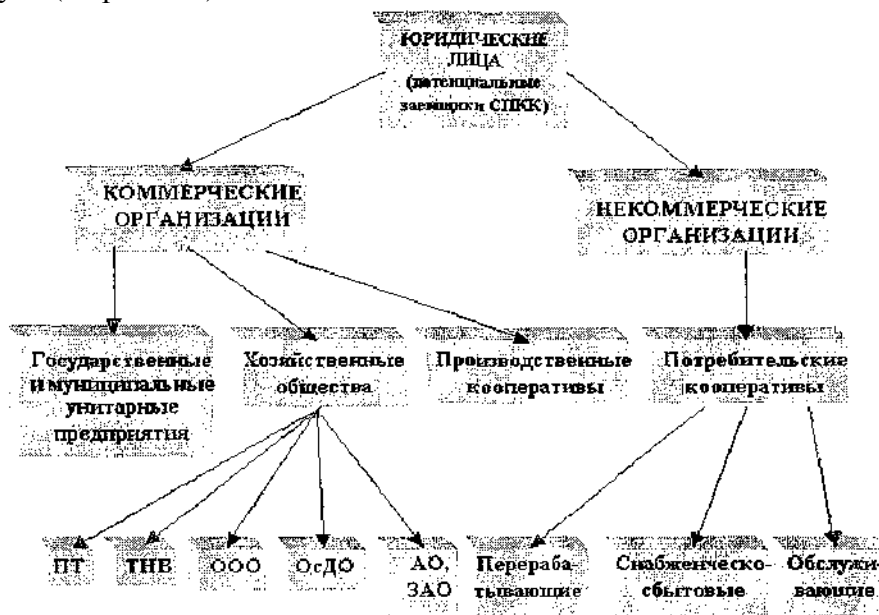 ЮРИДИЧЕСКИЕ
ЛИЦА
(потенциальные
заемщики СПКК)
КОММЕРЧЕСКИЕ
ОРГАНИЗАЦИИ
НЕКОММЕРЧЕСКИЕ
ОРГАНИЗАЦИИ
Государственные
и муниципальные
унитарные
предприятия
Хозяйственные
общества
Производственные
кооперативы
Потребительские
кооперативы
ПТ
ТНВ
ООО
ОсДО
АО,
ЗАО
Перераба-
тывающие
Снабженческо-
сбытовые
Обслужи-
вающие